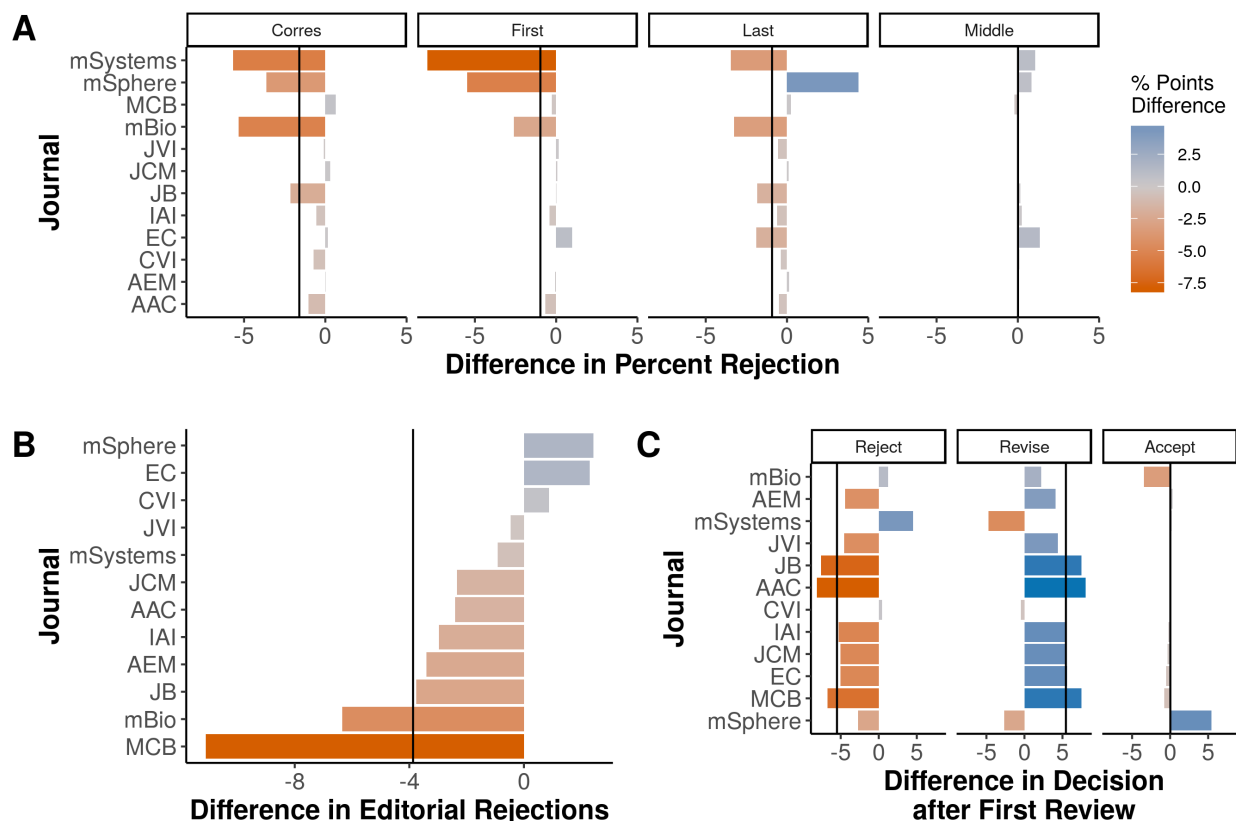 A
Corres First Last Middle
mSystems
mSphere
MCB
mBio
JVI
JCM
JB
IAI
EC
CVI
AEM
AAC
Journal
-5 0 5 -5 0 5 -5 0 5 -5 0 5
Difference in Percent Rejection
% Points
Difference
2.5
0.0
-2.5
-5.0
-7.5
B
mSphere
EC
CVI
JVI
mSystems
JCM
AAC
IAI
AEM
JB
mBio
MCB
Journal
-8 -4 0
Difference in Editorial Rejections
C
Reject Revise Accept
mBio
AEM
mSystems
JVI
JB
AAC
CVI
IAI
JCM
EC
MCB
mSphere
Journal
-5 0 5 -5 0 5 -5 0 5
Difference in Decision
after First Review